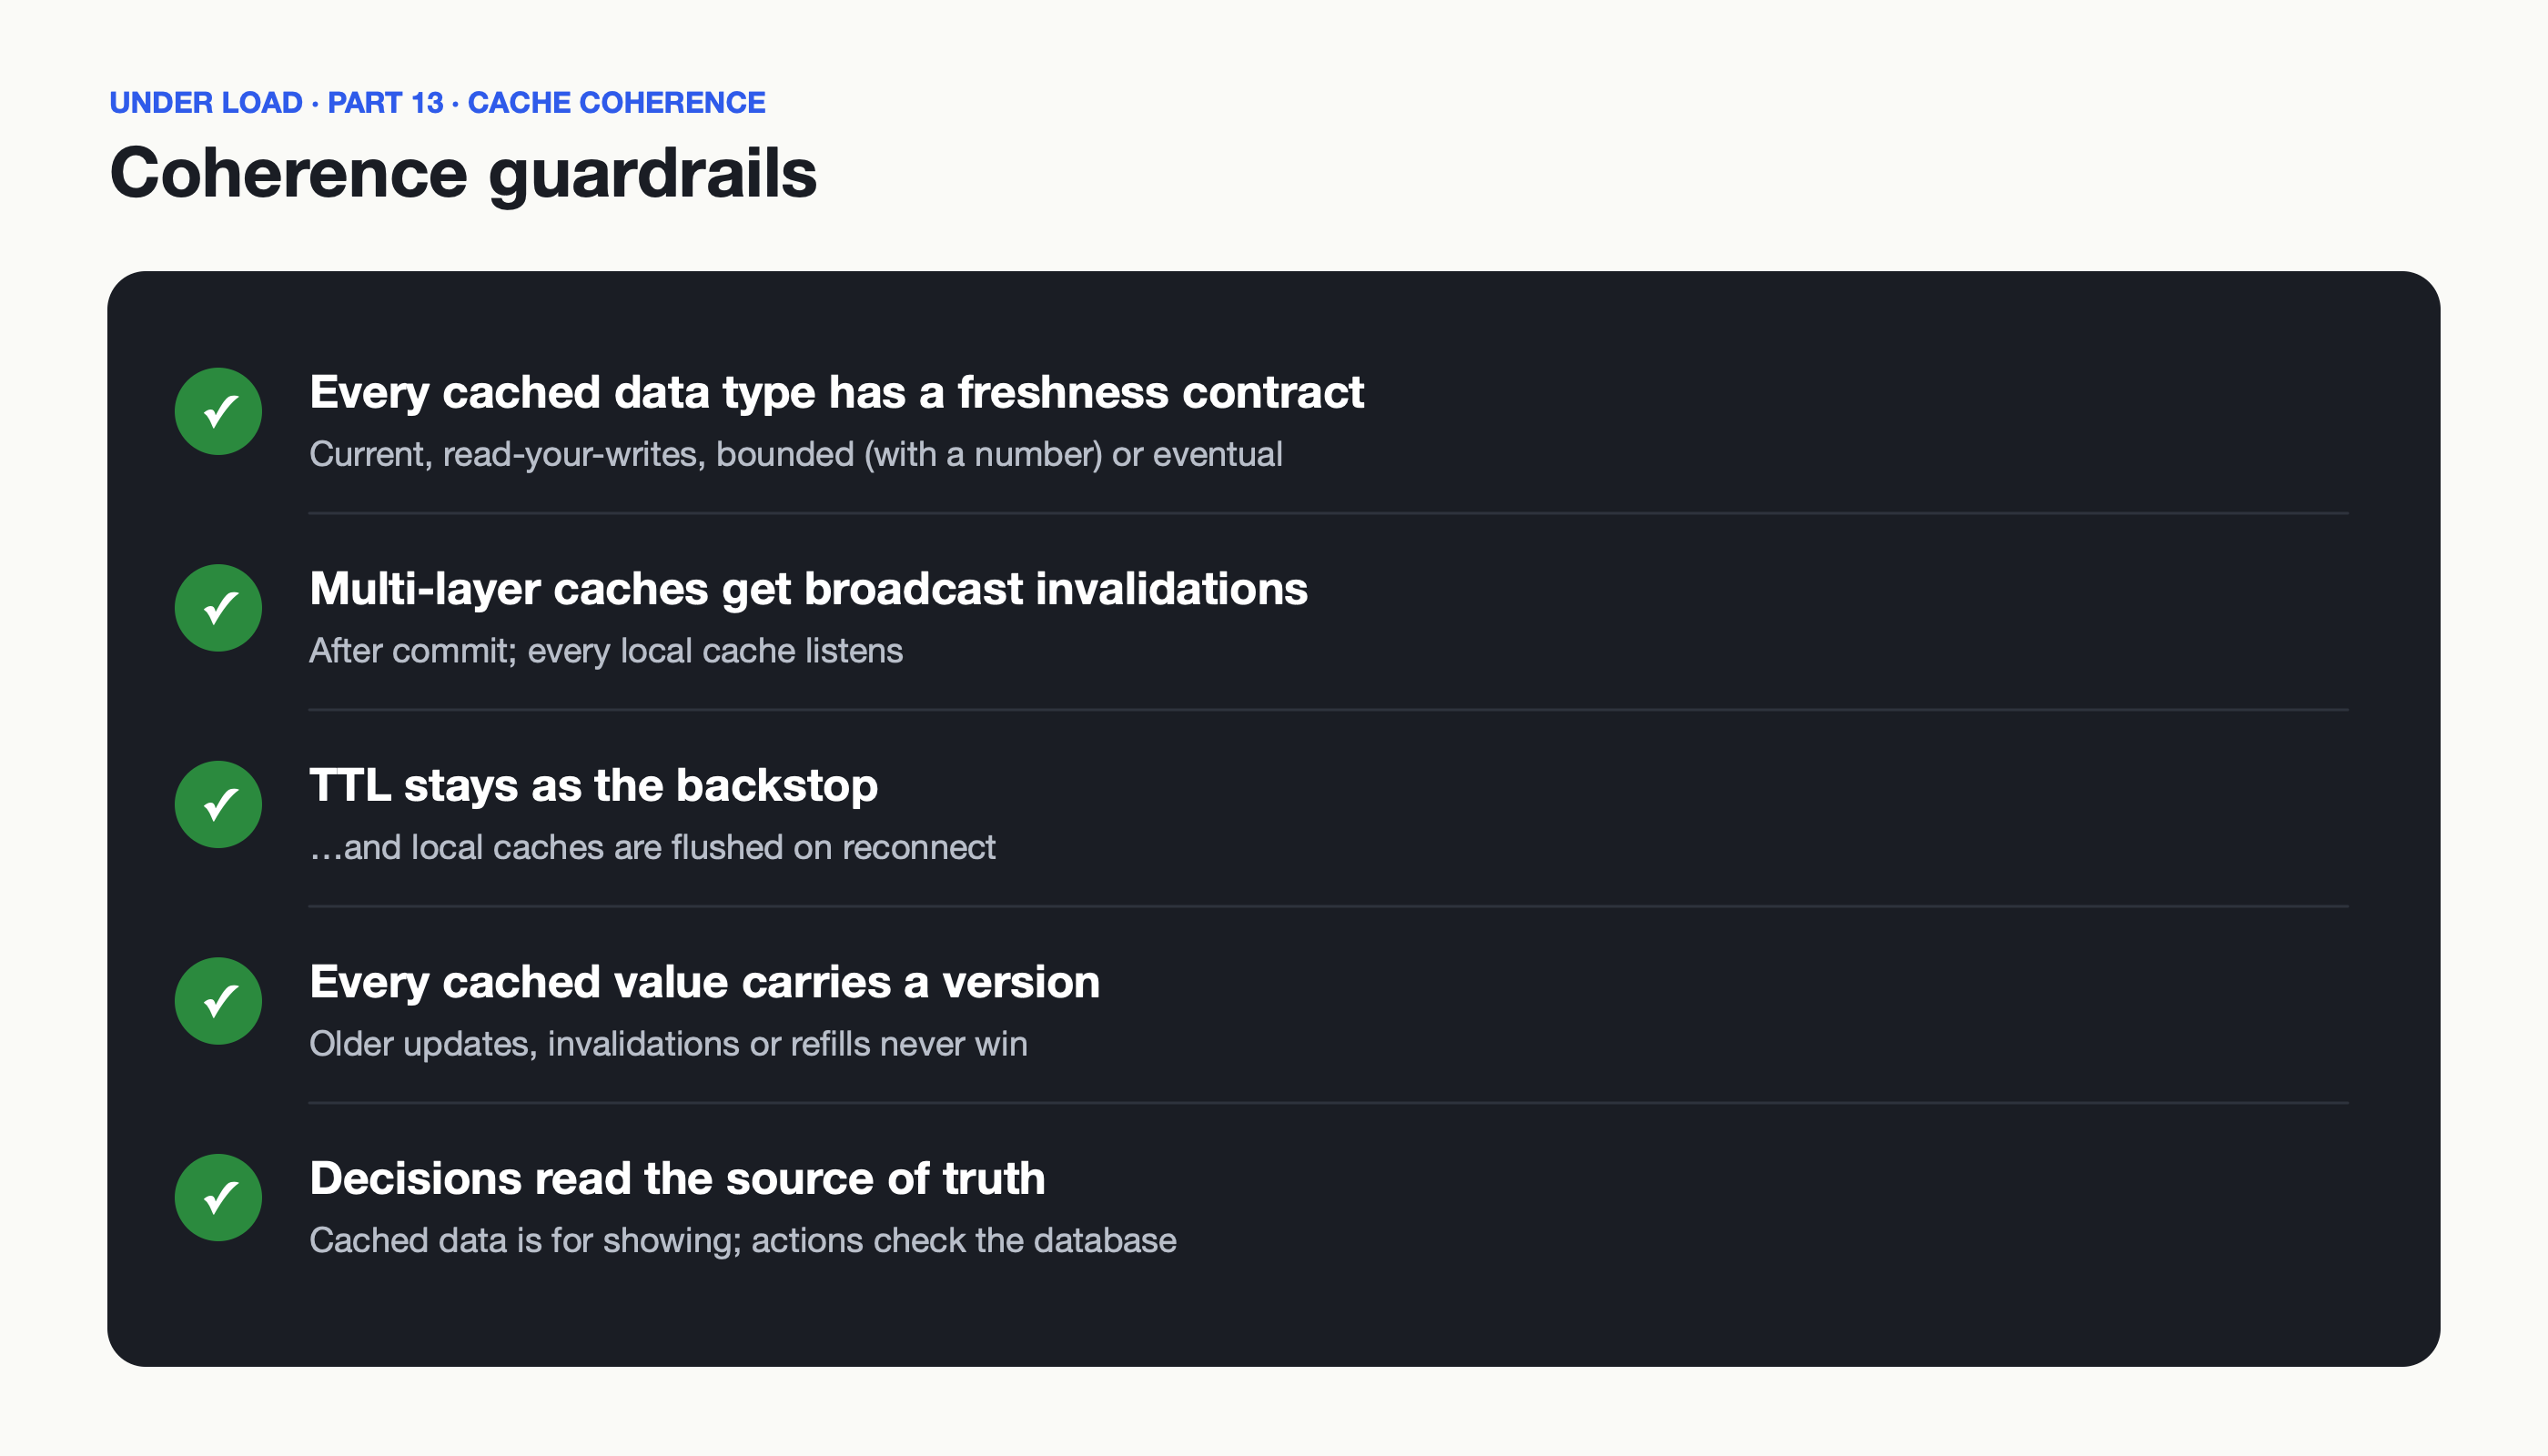 UNDER LOAD · PART 13 · CACHE COHERENCE
Coherence guardrails
✓
Every cached data type has a freshness contract
Current, read-your-writes, bounded (with a number) or eventual
✓
Multi-layer caches get broadcast invalidations
After commit; every local cache listens
✓
TTL stays as the backstop
…and local caches are flushed on reconnect
✓
Every cached value carries a version
Older updates, invalidations or refills never win
✓
Decisions read the source of truth
Cached data is for showing; actions check the database